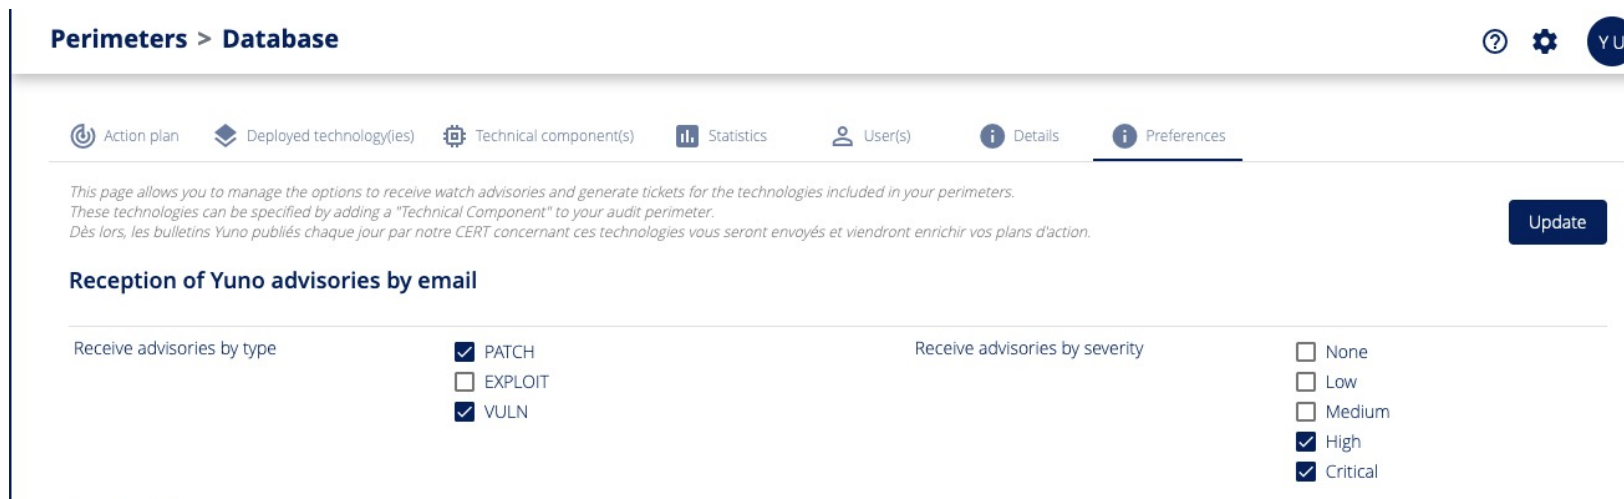 Perimeters > Database
YU
Action plan Deployed technology(ies) Technical component(s) Statistics User(s) Details Preferences
This page allows you to manage the options to receive watch advisories and generate tickets for the technologies included in your perimeters.
These technologies can be specified by adding a "Technical Component" to your audit perimeter.
Dès lors, les bulletins Yuno publiés chaque jour par notre CERT concernant ces technologies vous seront envoyés et viendront enrichir vos plans d'action.
Update
Reception of Yuno advisories by email
Receive advisories by type
PATCH
EXPLOIT
VULN
Receive advisories by severity
None
Low
Medium
High
Critical